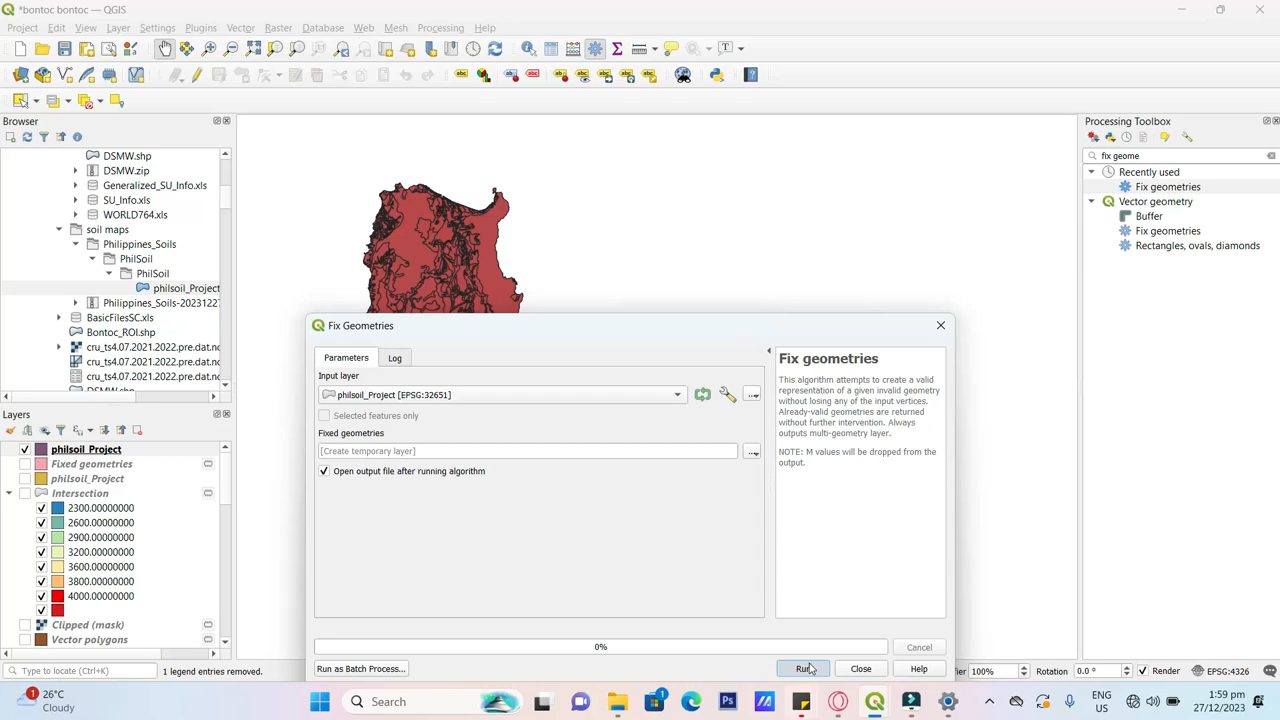 *bontoc bontoc — QGIS
Project Edit View Layer Settings Plugins Vector Raster Database Web Mesh Processing Help
Browser
DSMW.shp
DSMW.zip
Generalized_SU_Info.xls
SU_Info.xls
WORLD764.xls
soil maps
Philippines_Soils
PhilSoil
PhilSoil
philsoil_Project
Philippines_Soils-20231227
BasicFilesSC.xls
Bontoc_ROI.shp
cru_ts4.07.2021.2022.pre.dat.nc
cru_ts4.07.2021.2022.pre.dat.nc
cru_ts4.07.2021.2022.pre.dat.nc
DSMW.shp
Layers
philsoil_Project
Fixed geometries
philsoil_Project
Intersection
2300.00000000
2600.00000000
2900.00000000
3200.00000000
3600.00000000
3800.00000000
4000.00000000
Clipped (mask)
Vector polygons
Fix Geometries
Parameters Log
Input layer
philsoil_Project [EPSG:32651]
Selected features only
Fixed geometries
[Create temporary layer]
Open output file after running algorithm
Fix geometries
This algorithm attempts to create a valid
representation of a given invalid geometry
without losing any of the input vertices.
Already-valid geometries are returned
without further intervention. Always
outputs multi-geometry layer.
NOTE: M values will be dropped from the
output.
0%
Cancel
Run as Batch Process...
Run
Close
Help
Processing Toolbox
fix geome
Recently used
Fix geometries
Vector geometry
Buffer
Fix geometries
Rectangles, ovals, diamonds
Type to locate (Ctrl+K)
1 legend entries removed.
100%
Rotation 0.0 °
Render
EPSG:4326
1
26°C
Cloudy
Search
1
Ps
ENG
US
1:59 pm
27/12/2023